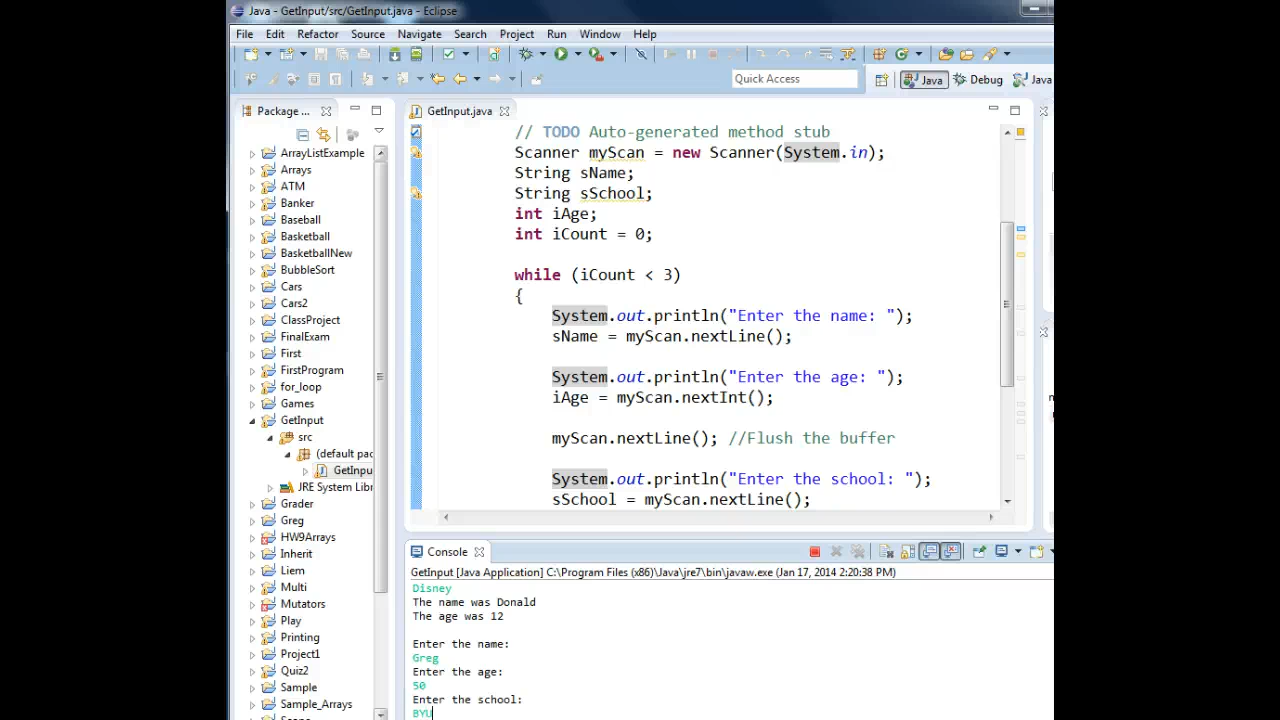 Java - GetInput/src/GetInput.java - Eclipse
File Edit Refactor Source Navigate Search Project Run Window Help
Quick Access
Java
Debug
Java
Package ...
GetInput.java
ArrayListExample
Arrays
ATM
Banker
Baseball
Basketball
BasketballNew
BubbleSort
Cars
Cars2
ClassProject
FinalExam
First
FirstProgram
for_loop
Games
GetInput
src
(default pac
GetInpu
JRE System Libr
Grader
Greg
HW9Arrays
Inherit
Liem
Multi
Mutators
Play
Printing
Project1
Quiz2
Sample
Sample_Arrays
// TODO Auto-generated method stub
Scanner myScan = new Scanner(System.in);
String sName;
String sSchool;
int iAge;
int iCount = 0;
while (iCount < 3)
{
System.out.println("Enter the name: ");
sName = myScan.nextLine();
System.out.println("Enter the age: ");
iAge = myScan.nextInt();
myScan.nextLine(); //Flush the buffer
System.out.println("Enter the school: ");
sSchool = myScan.nextLine();
Console
GetInput [Java Application] C:\Program Files (x86)\Java\jre7\bin\javaw.exe (Jan 17, 2014 2:20:38 PM)
Disney
The name was Donald
The age was 12
Enter the name:
Greg
Enter the age:
50
Enter the school:
BYU